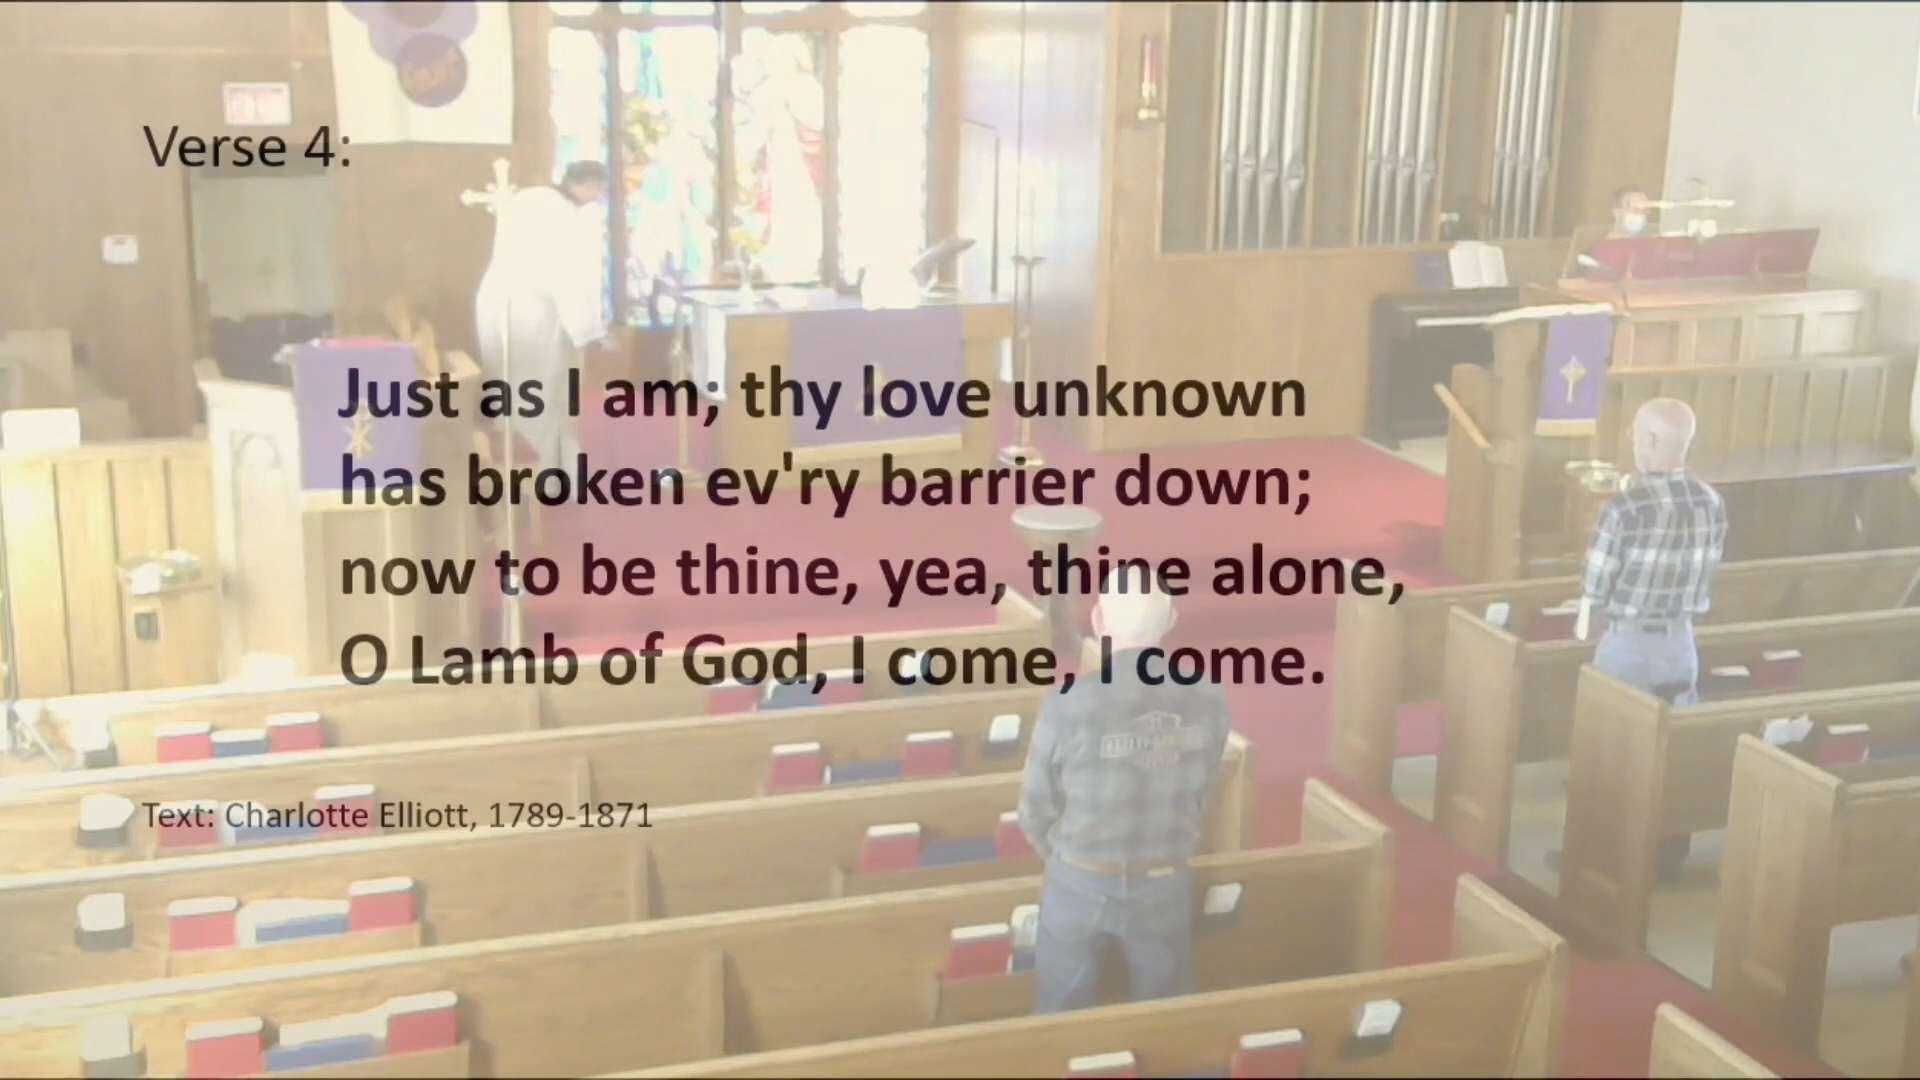 Verse 4:
Just as I am; thy love unknown
has broken ev'ry barrier down;
now to be thine, yea, thine alone,
O Lamb of God, I come, I come.
Text: Charlotte Elliott, 1789-1871